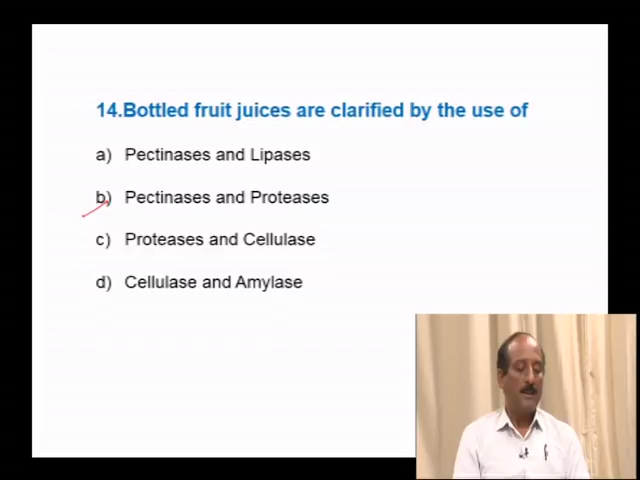 14.Bottled fruit juices are clarified by the use of
a) Pectinases and Lipases
b) Pectinases and Proteases
c) Proteases and Cellulase
d) Cellulase and Amylase